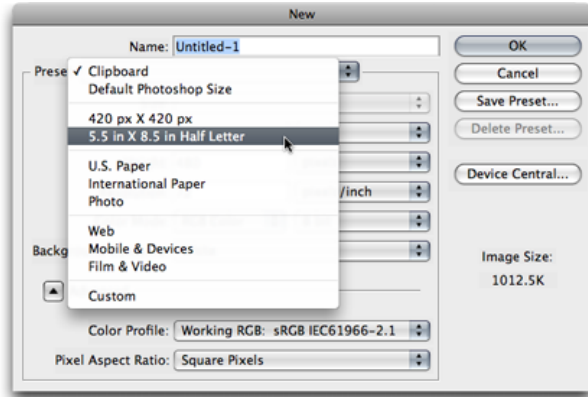 New
Name: Untitled-1
OK
Prese
✓ Clipboard
Default Photoshop Size
Cancel
420 px X 420 px
5.5 in X 8.5 in Half Letter
Save Preset...
Delete Preset...
U.S. Paper
International Paper
Photo
/inch
Device Central...
Web
Mobile & Devices
Film & Video
Backg
Image Size:
1012.5K
Custom
Color Profile: Working RGB: sRGB IEC61966-2.1
Pixel Aspect Ratio: Square Pixels